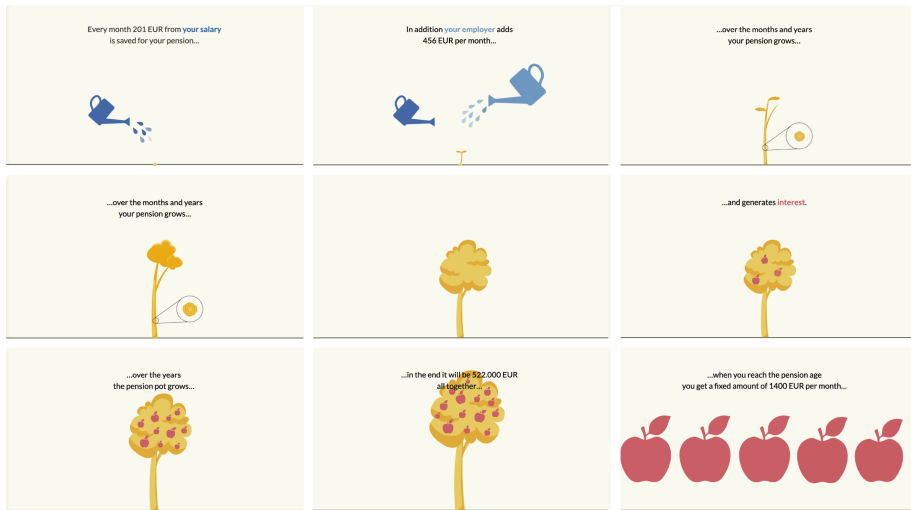 Every month 201 EUR from your salary
is saved for your pension...
In addition your employer adds
456 EUR per month...
...over the months and years
your pension grows...
...over the months and years
your pension grows...
...and generates interest.
...over the years
the pension pot grows...
...in the end it will be 522.000 EUR
all together...
...when you reach the pension age
you get a fixed amount of 1400 EUR per month...